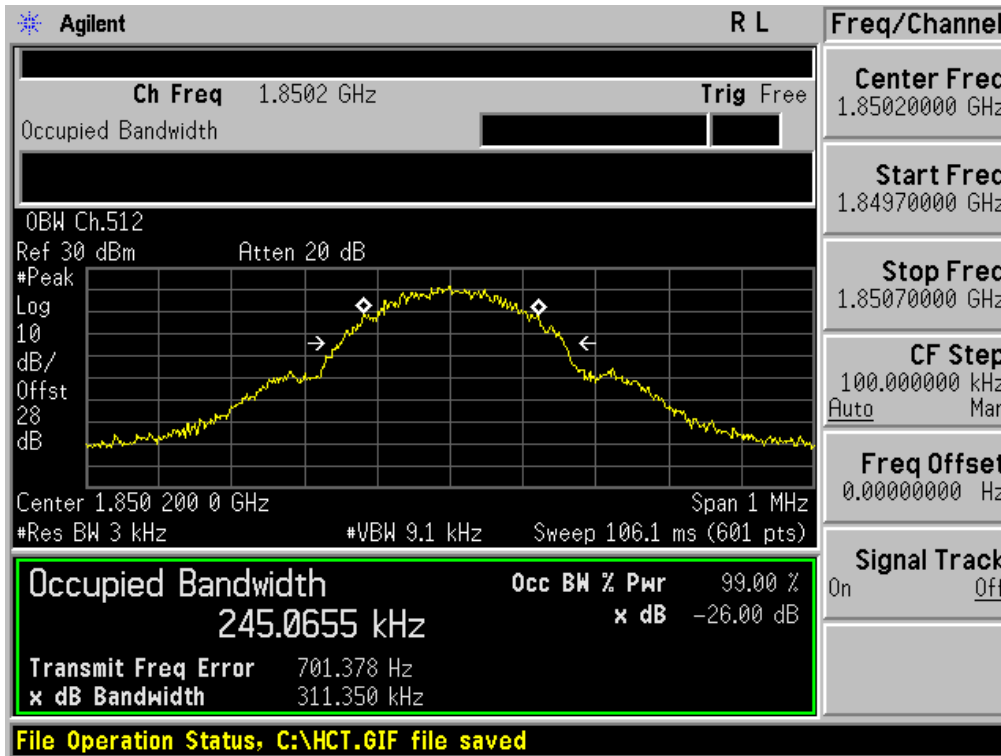 Agilent R L
Freq/Channel
Ch Freq 1.8502 GHz Trig Free
Occupied Bandwidth
Center Freq
1.85020000 GHz
Start Freq
1.84970000 GHz
Stop Freq
1.85070000 GHz
CF Step
100.000000 kHz
Auto Man
Freq Offset
0.00000000 Hz
Signal Track
On Off
OBW Ch.512
Ref 30 dBm Atten 20 dB
#Peak
Log
10
dB/
Offst
28
dB
Center 1.850 200 0 GHz Span 1 MHz
#Res BW 3 kHz #VBW 9.1 kHz Sweep 106.1 ms (601 pts)
Occupied Bandwidth
245.0655 kHz
Occ BW % Pwr 99.00 %
x dB -26.00 dB
Transmit Freq Error 701.378 Hz
x dB Bandwidth 311.350 kHz
File Operation Status, C:\HCT.GIF file saved